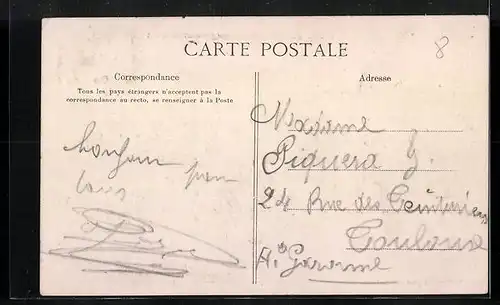 CARTE POSTALE
8
Correspondance
Tous les pays étrangers n'acceptent pas la
correspondance au recto, se renseigner à la Poste
Adresse
Madame
Piquera J.
24 Rue des
Toulouse
Hte Garonne
tous